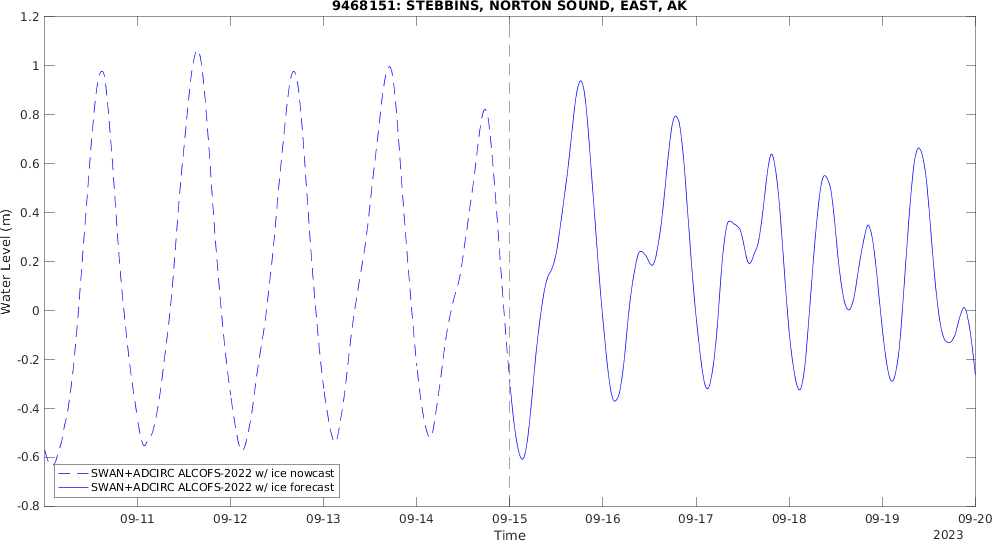 9468151: STEBBINS, NORTON SOUND, EAST, AK
1.2
1
0.8
0.6
0.4
0.2
0
-0.2
-0.4
-0.6
-0.8
Water Level (m)
SWAN+ADCIRC ALCOFS-2022 w/ ice nowcast
SWAN+ADCIRC ALCOFS-2022 w/ ice forecast
09-11 09-12 09-13 09-14 09-15 09-16 09-17 09-18 09-19 09-20
Time
2023